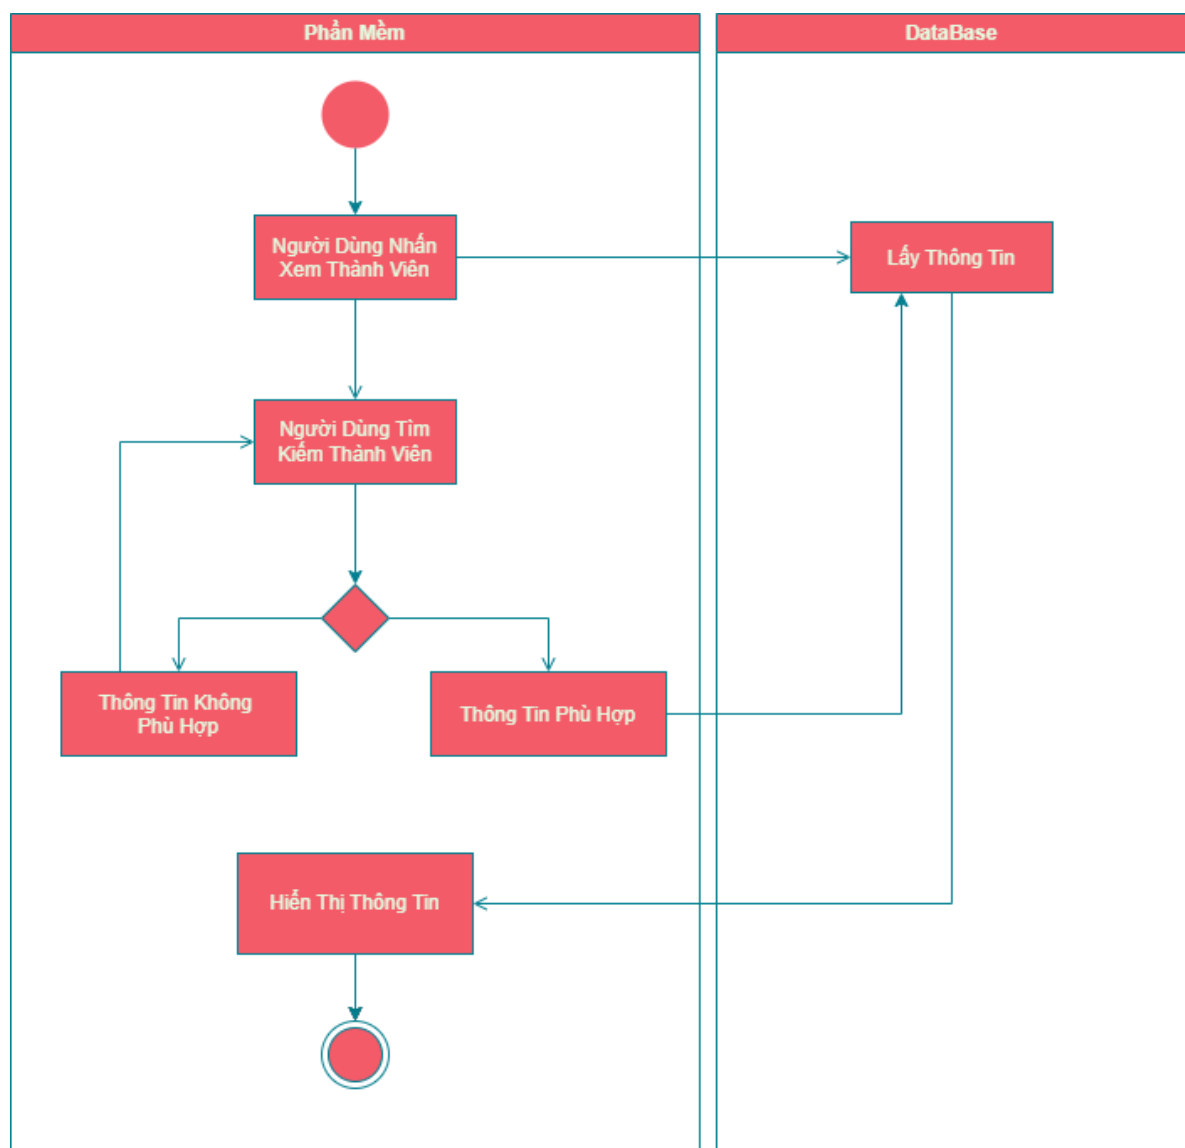 Phần Mềm
DataBase
Người Dùng Nhấn
Xem Thành Viên
Lấy Thông Tin
Người Dùng Tìm
Kiếm Thành Viên
Thông Tin Không
Phù Hợp
Thông Tin Phù Hợp
Hiển Thị Thông Tin